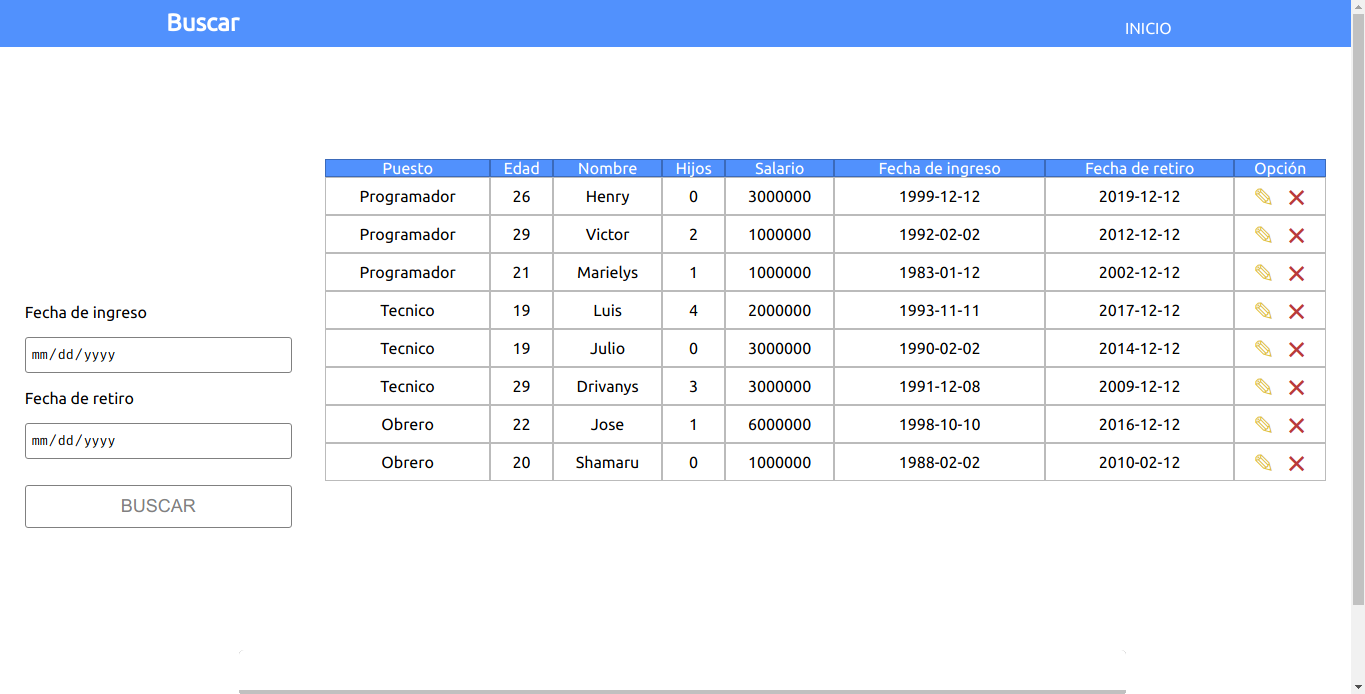 Buscar
INICIO
Puesto Edad Nombre Hijos Salario Fecha de ingreso Fecha de retiro Opción
Programador 26 Henry 0 3000000 1999-12-12 2019-12-12
Programador 29 Victor 2 1000000 1992-02-02 2012-12-12
Programador 21 Marielys 1 1000000 1983-01-12 2002-12-12
Tecnico 19 Luis 4 2000000 1993-11-11 2017-12-12
Tecnico 19 Julio 0 3000000 1990-02-02 2014-12-12
Tecnico 29 Drivanys 3 3000000 1991-12-08 2009-12-12
Obrero 22 Jose 1 6000000 1998-10-10 2016-12-12
Obrero 20 Shamaru 0 1000000 1988-02-02 2010-02-12
Fecha de ingreso
mm/dd/yyyy
Fecha de retiro
mm/dd/yyyy
BUSCAR